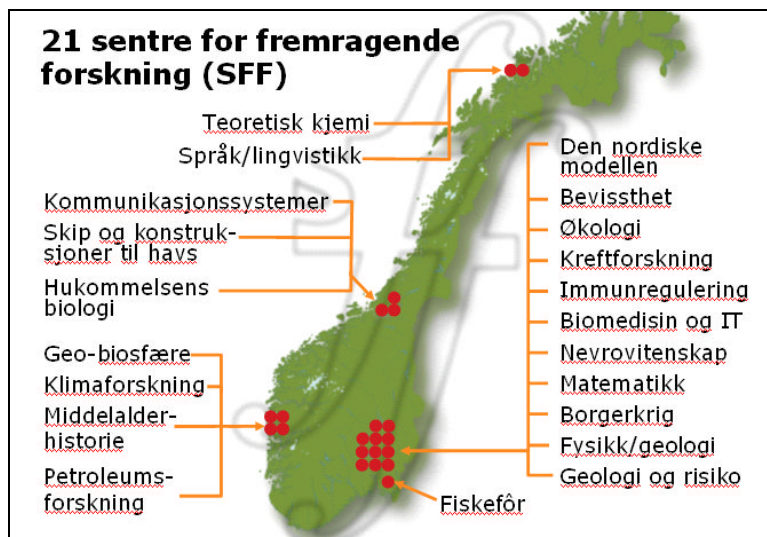 21 sentre for fremragende
forskning (SFF)
Teoretisk kjemi
Språk/lingvistikk
Kommunikasjonssystemer
Skip og konstruk-
sjoner til havs
Hukommelsens
biologi
Geo-biosfære
Klimaforskning
Middelalder-
historie
Petroleums-
forskning
Den nordiske
modellen
Bevissthet
Økologi
Kreftforskning
Immunregulering
Biomedisin og IT
Nevrovitenskap
Matematikk
Borgerkrig
Fysikk/geologi
Geologi og risiko
Fiskefôr